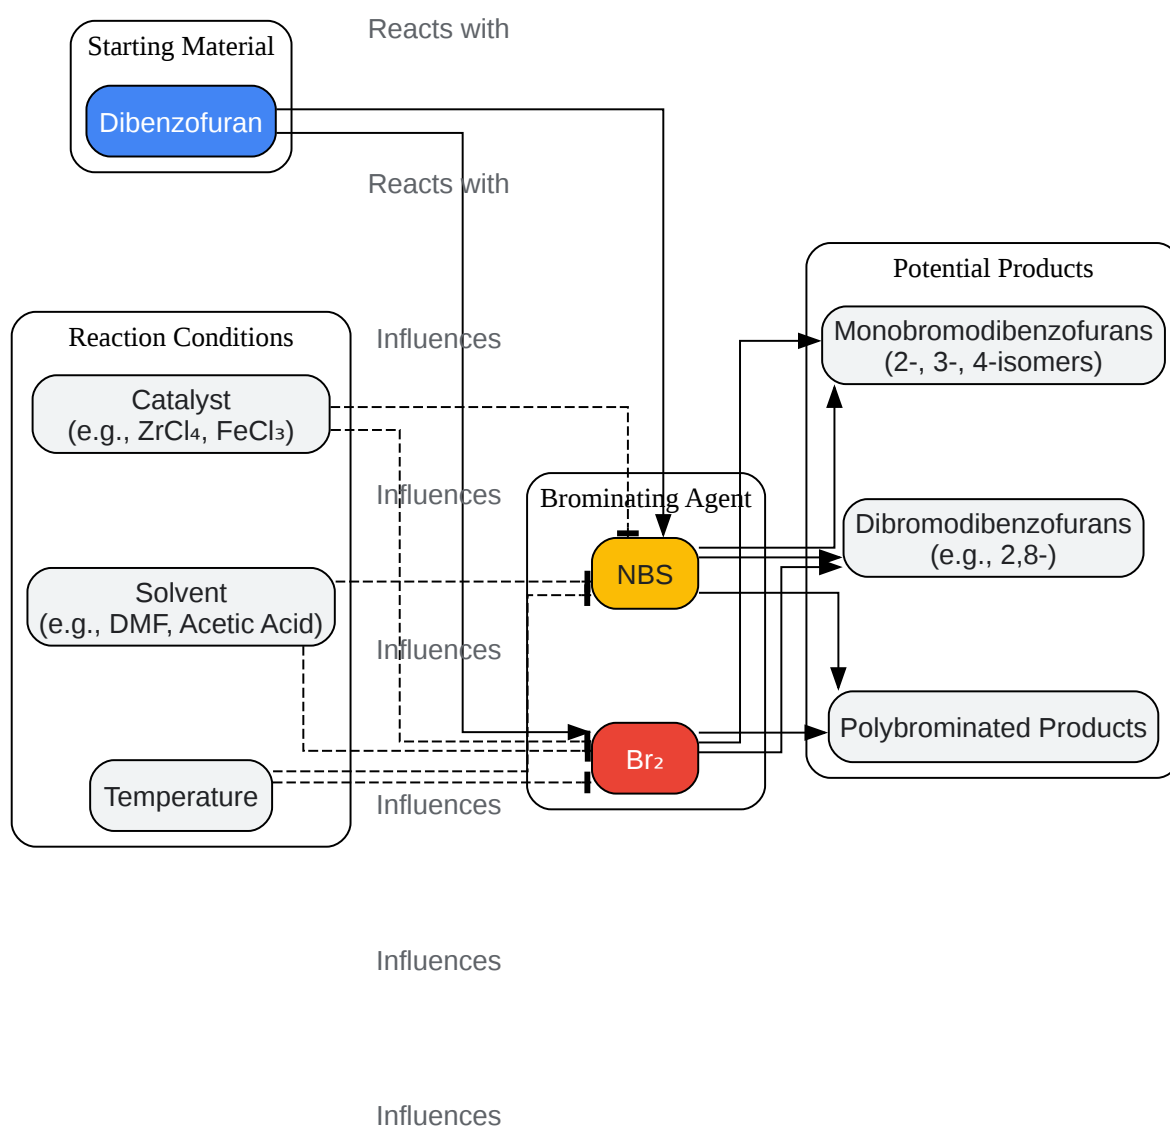 Reacts with
Starting Material
Dibenzofuran
Reacts with
Potential Products
Monobromodibenzofurans
(2-, 3-, 4-isomers)
Reaction Conditions
Influences
Catalyst
(e.g., ZrCl₄, FeCl₃)
Influences
Brominating Agent
Dibromodibenzofurans
(e.g., 2,8-)
NBS
Solvent
(e.g., DMF, Acetic Acid)
Influences
Polybrominated Products
Br₂
Temperature
Influences
Influences
Influences